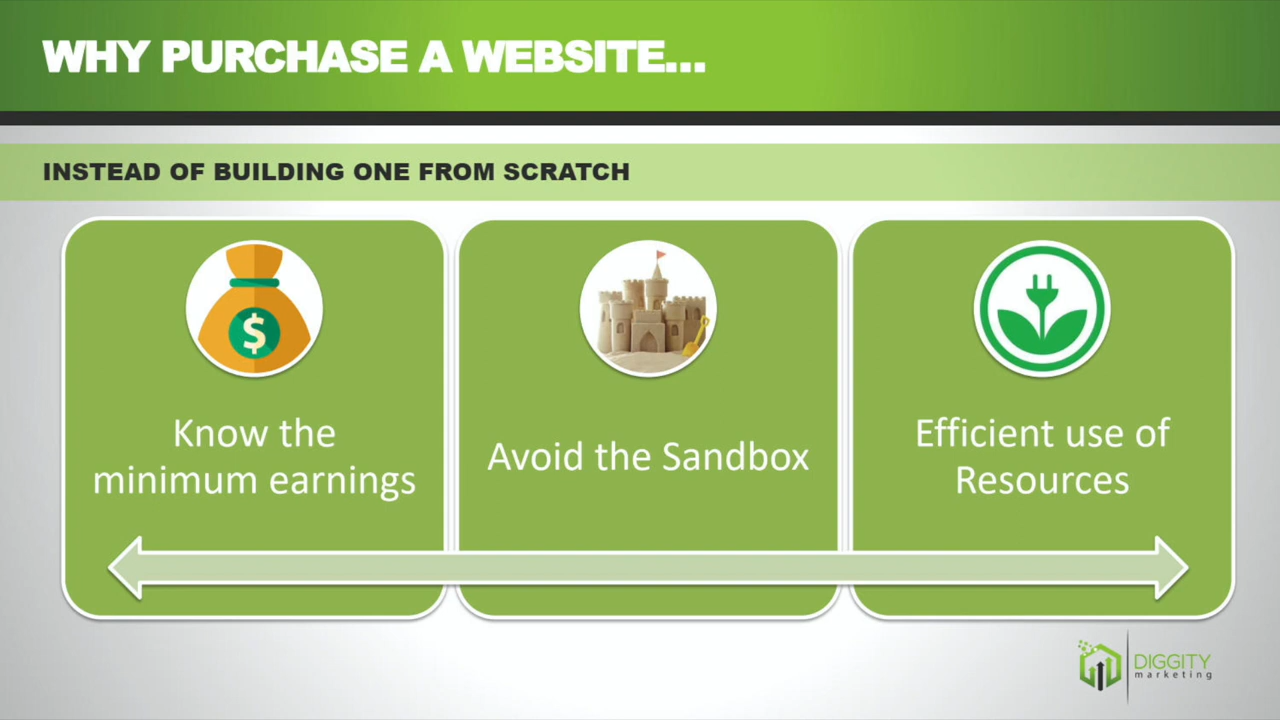 WHY PURCHASE A WEBSITE...
INSTEAD OF BUILDING ONE FROM SCRATCH
$
Know the
minimum earnings
Avoid the Sandbox
Efficient use of
Resources
DIGGITY
marketing